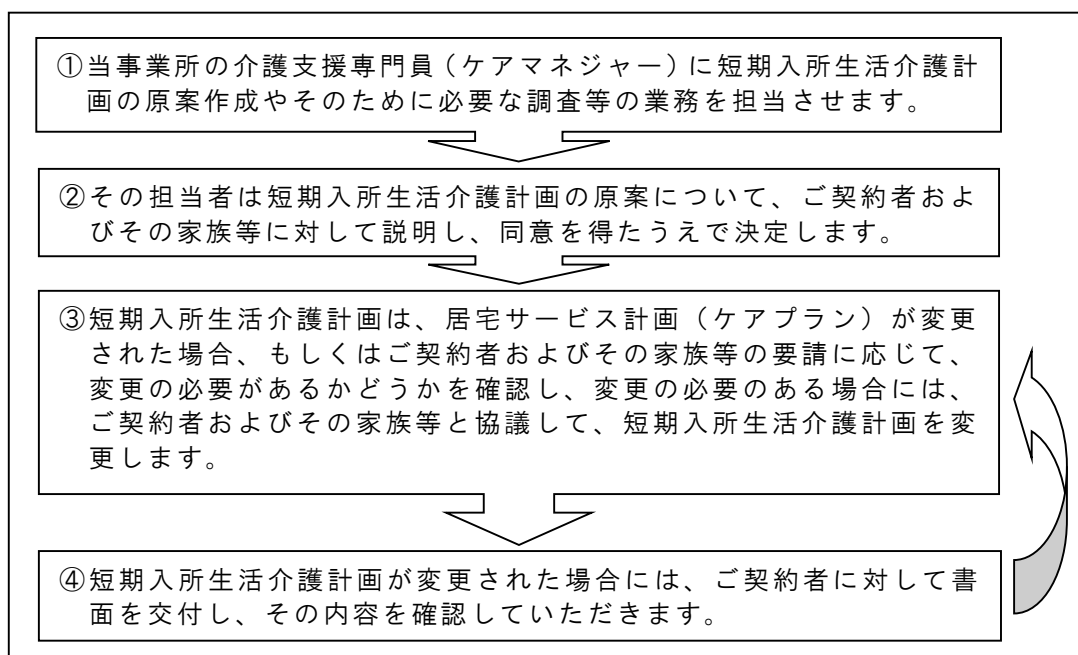 ①当事業所の介護支援専門員（ケアマネジャー）に短期入所生活介護計
画の原案作成やそのために必要な調査等の業務を担当させます。
②その担当者は短期入所生活介護計画の原案について、ご契約者およ
びその家族等に対して説明し、同意を得たうえで決定します。
③短期入所生活介護計画は、居宅サービス計画（ケアプラン）が変更
された場合、もしくはご契約者およびその家族等の要請に応じて、
変更の必要があるかどうかを確認し、変更の必要のある場合には、
ご契約者およびその家族等と協議して、短期入所生活介護計画を変
更します。
④短期入所生活介護計画が変更された場合には、ご契約者に対して書
面を交付し、その内容を確認していただきます。